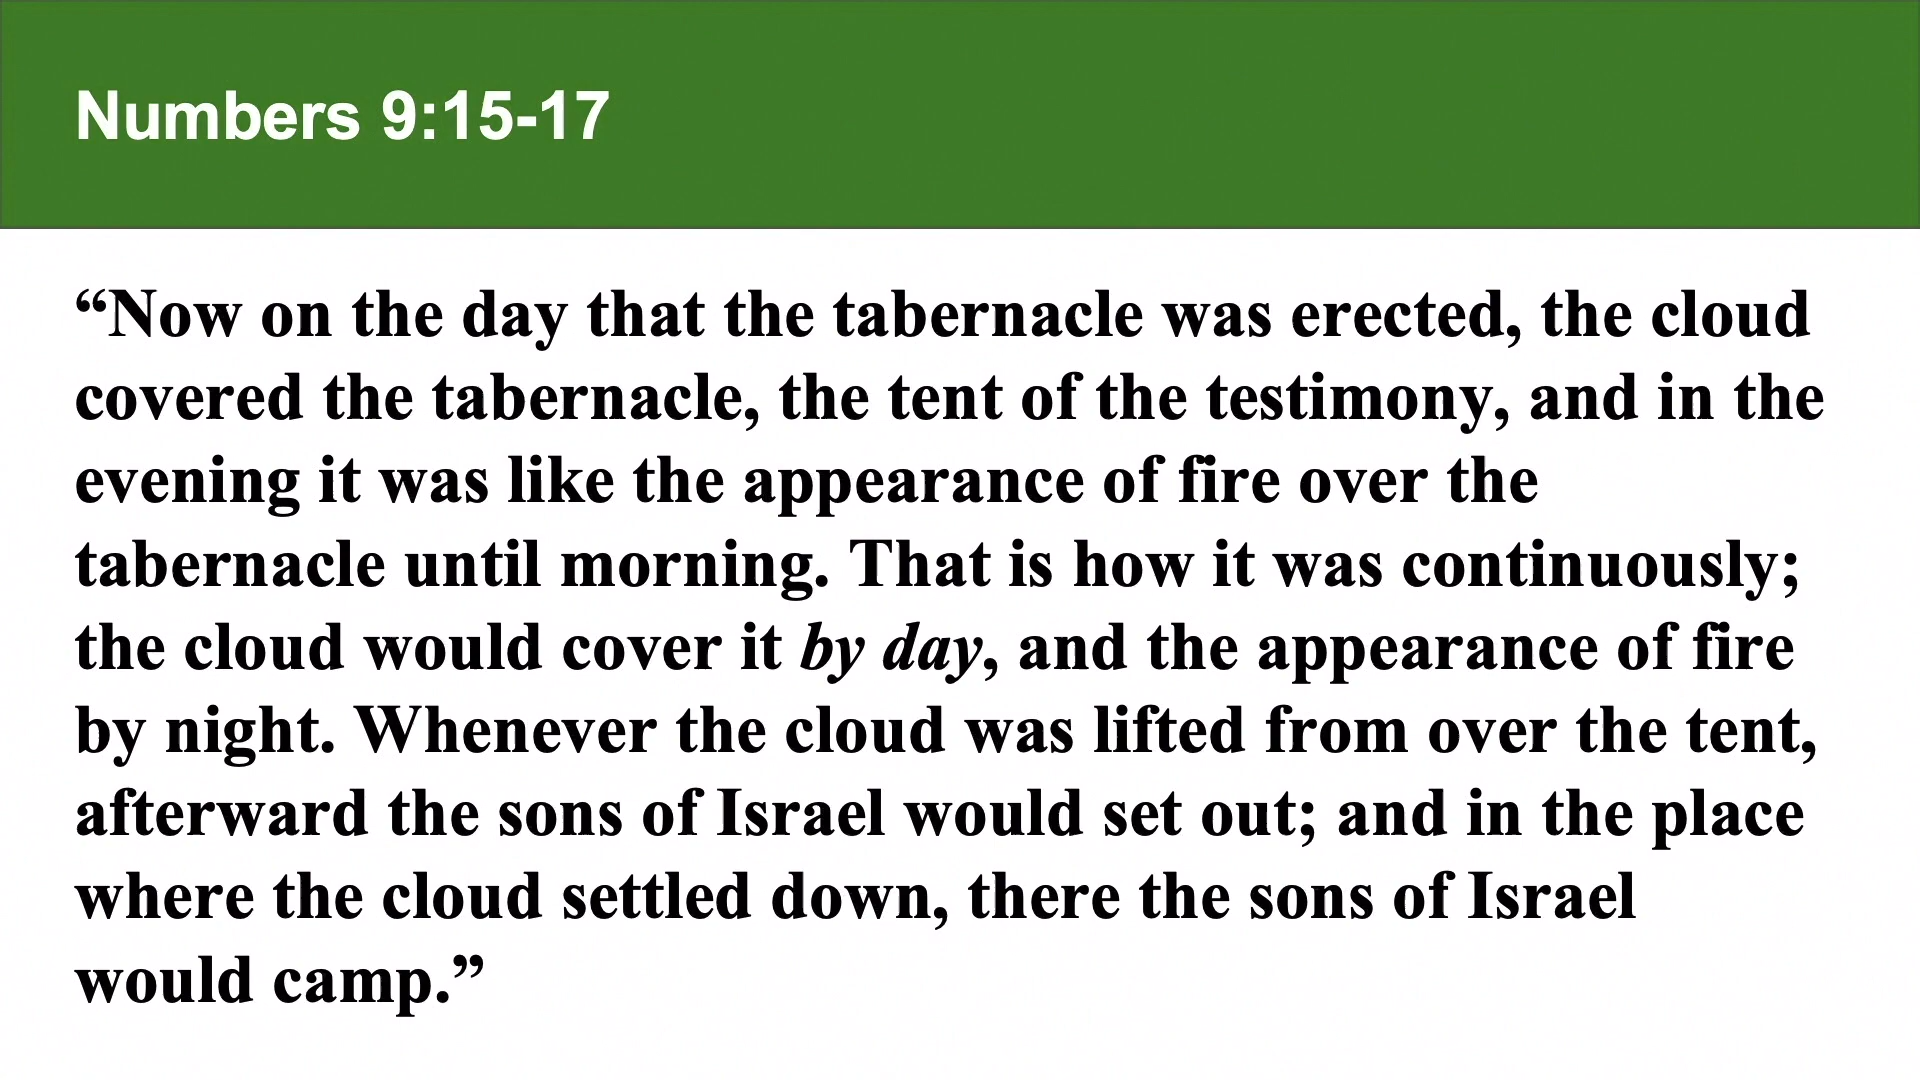 Numbers 9:15-17
“Now on the day that the tabernacle was erected, the cloud
covered the tabernacle, the tent of the testimony, and in the
evening it was like the appearance of fire over the
tabernacle until morning. That is how it was continuously;
the cloud would cover it by day, and the appearance of fire
by night. Whenever the cloud was lifted from over the tent,
afterward the sons of Israel would set out; and in the place
where the cloud settled down, there the sons of Israel
would camp.”